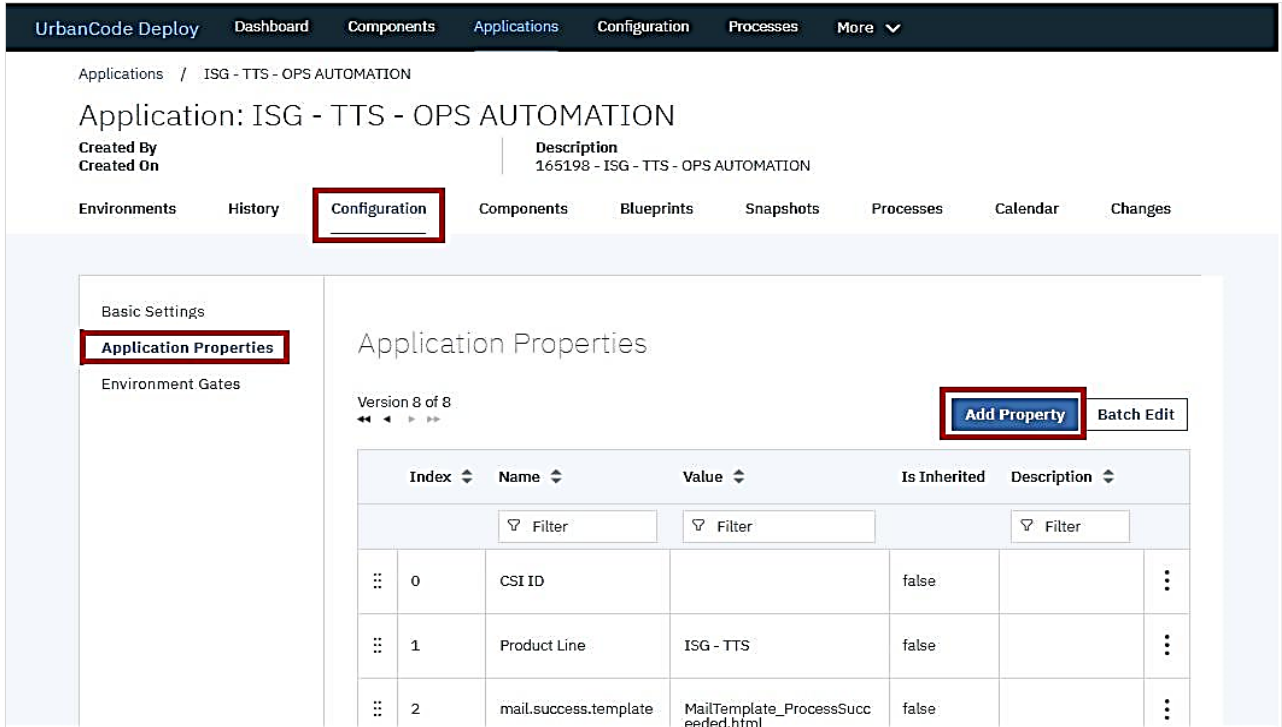 UrbanCode Deploy Dashboard Components Applications Configuration Processes More
Applications / ISG - TTS - OPS AUTOMATION
Application: ISG - TTS - OPS AUTOMATION
Created By
Created On
Description
165198 - ISG - TTS - OPS AUTOMATION
Environments History Configuration Components Blueprints Snapshots Processes Calendar Changes
Basic Settings
Application Properties
Environment Gates
Application Properties
Version 8 of 8
Add Property Batch Edit
Index Name Value Is Inherited Description
Filter Filter Filter
0 CSI ID false
1 Product Line ISG - TTS false
2 mail.success.template MailTemplate_ProcessSucc false
eeded.html